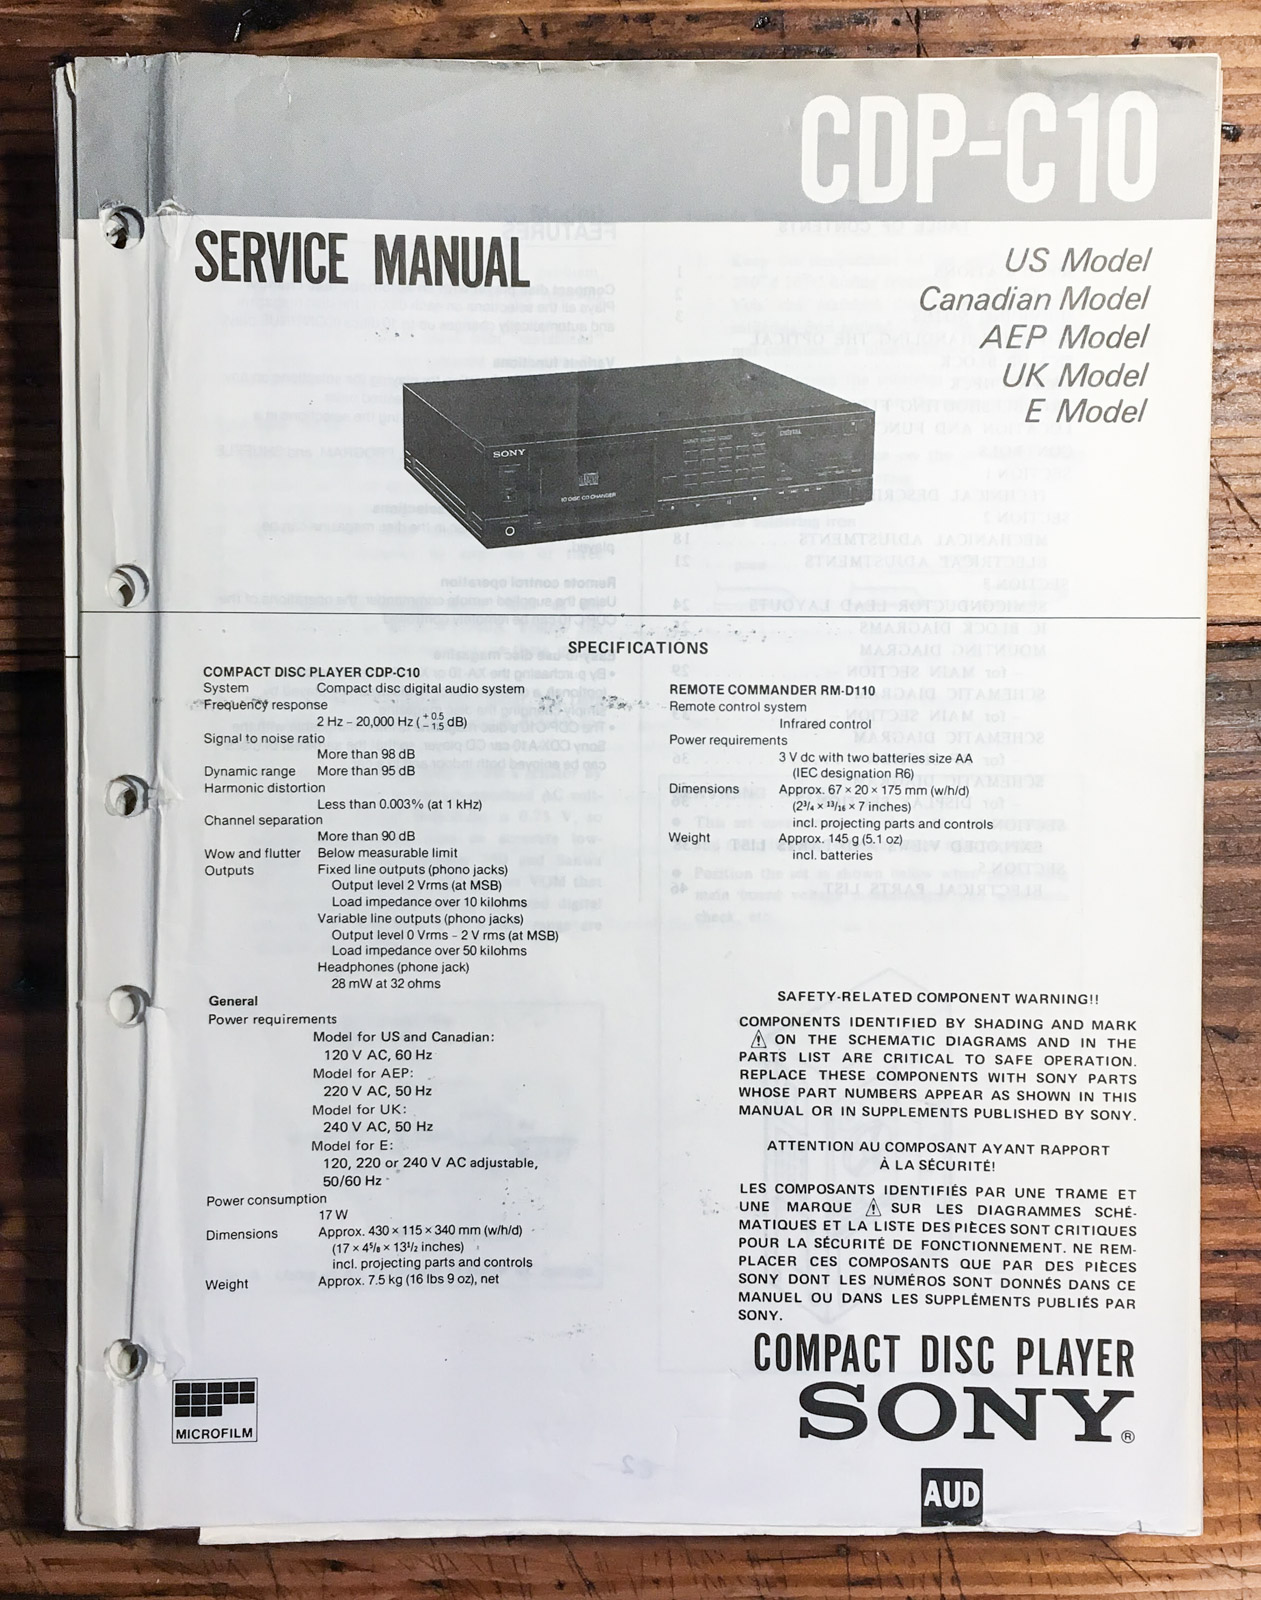 CDP-C10
SERVICE MANUAL
US Model
Canadian Model
AEP Model
UK Model
E Model
SONY
10 DISC CD CHANGER
SPECIFICATIONS
COMPACT DISC PLAYER CDP-C10
System Compact disc digital audio system
Frequency response
2 Hz – 20,000 Hz (+0.5 −1.5 dB)
Signal to noise ratio
More than 98 dB
Dynamic range More than 95 dB
Harmonic distortion
Less than 0.003% (at 1 kHz)
Channel separation
More than 90 dB
Wow and flutter Below measurable limit
Outputs Fixed line outputs (phono jacks)
Output level 2 Vrms (at MSB)
Load impedance over 10 kilohms
Variable line outputs (phono jacks)
Output level 0 Vrms – 2 V rms (at MSB)
Load impedance over 50 kilohms
Headphones (phone jack)
28 mW at 32 ohms
General
Power requirements
Model for US and Canadian:
120 V AC, 60 Hz
Model for AEP:
220 V AC, 50 Hz
Model for UK:
240 V AC, 50 Hz
Model for E:
120, 220 or 240 V AC adjustable,
50/60 Hz
Power consumption
17 W
Dimensions Approx. 430 × 115 × 340 mm (w/h/d)
(17 × 4⁵/₈ × 13¹/₂ inches)
incl. projecting parts and controls
Weight Approx. 7.5 kg (16 lbs 9 oz), net
REMOTE COMMANDER RM-D110
Remote control system
Infrared control
Power requirements
3 V dc with two batteries size AA
(IEC designation R6)
Dimensions Approx. 67 × 20 × 175 mm (w/h/d)
(2³/₄ × ¹³/₁₆ × 7 inches)
incl. projecting parts and controls
Weight Approx. 145 g (5.1 oz)
incl. batteries
SAFETY-RELATED COMPONENT WARNING!!
COMPONENTS IDENTIFIED BY SHADING AND MARK
⚠ ON THE SCHEMATIC DIAGRAMS AND IN THE
PARTS LIST ARE CRITICAL TO SAFE OPERATION.
REPLACE THESE COMPONENTS WITH SONY PARTS
WHOSE PART NUMBERS APPEAR AS SHOWN IN THIS
MANUAL OR IN SUPPLEMENTS PUBLISHED BY SONY.
ATTENTION AU COMPOSANT AYANT RAPPORT
À LA SÉCURITÉ!
LES COMPOSANTS IDENTIFIÉS PAR UNE TRAME ET
UNE MARQUE ⚠ SUR LES DIAGRAMMES SCHÉ-
MATIQUES ET LA LISTE DES PIÈCES SONT CRITIQUES
POUR LA SÉCURITÉ DE FONCTIONNEMENT. NE REM-
PLACER CES COMPOSANTS QUE PAR DES PIÈCES
SONY DONT LES NUMÉROS SONT DONNÉS DANS CE
MANUEL OU DANS LES SUPPLÉMENTS PUBLIÉS PAR
SONY.
COMPACT DISC PLAYER
SONY®
MICROFILM
AUD